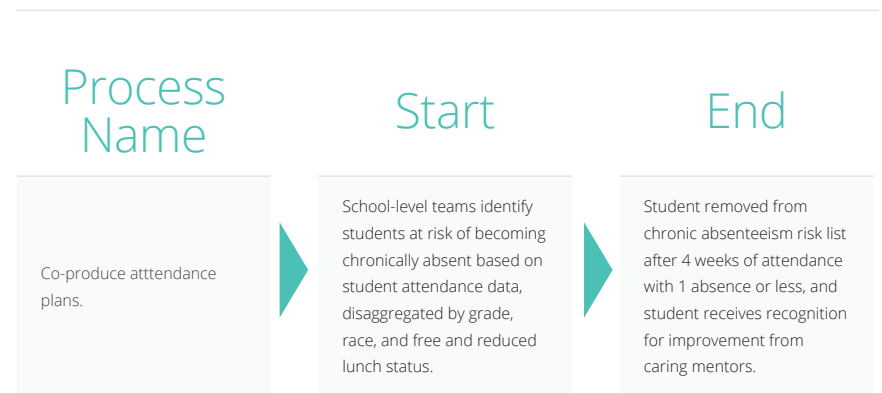 Process
Name
Start
End
Co-produce atttendance
plans.
School-level teams identify
students at risk of becoming
chronically absent based on
student attendance data,
disaggregated by grade,
race, and free and reduced
lunch status.
Student removed from
chronic absenteeism risk list
after 4 weeks of attendance
with 1 absence or less, and
student receives recognition
for improvement from
caring mentors.